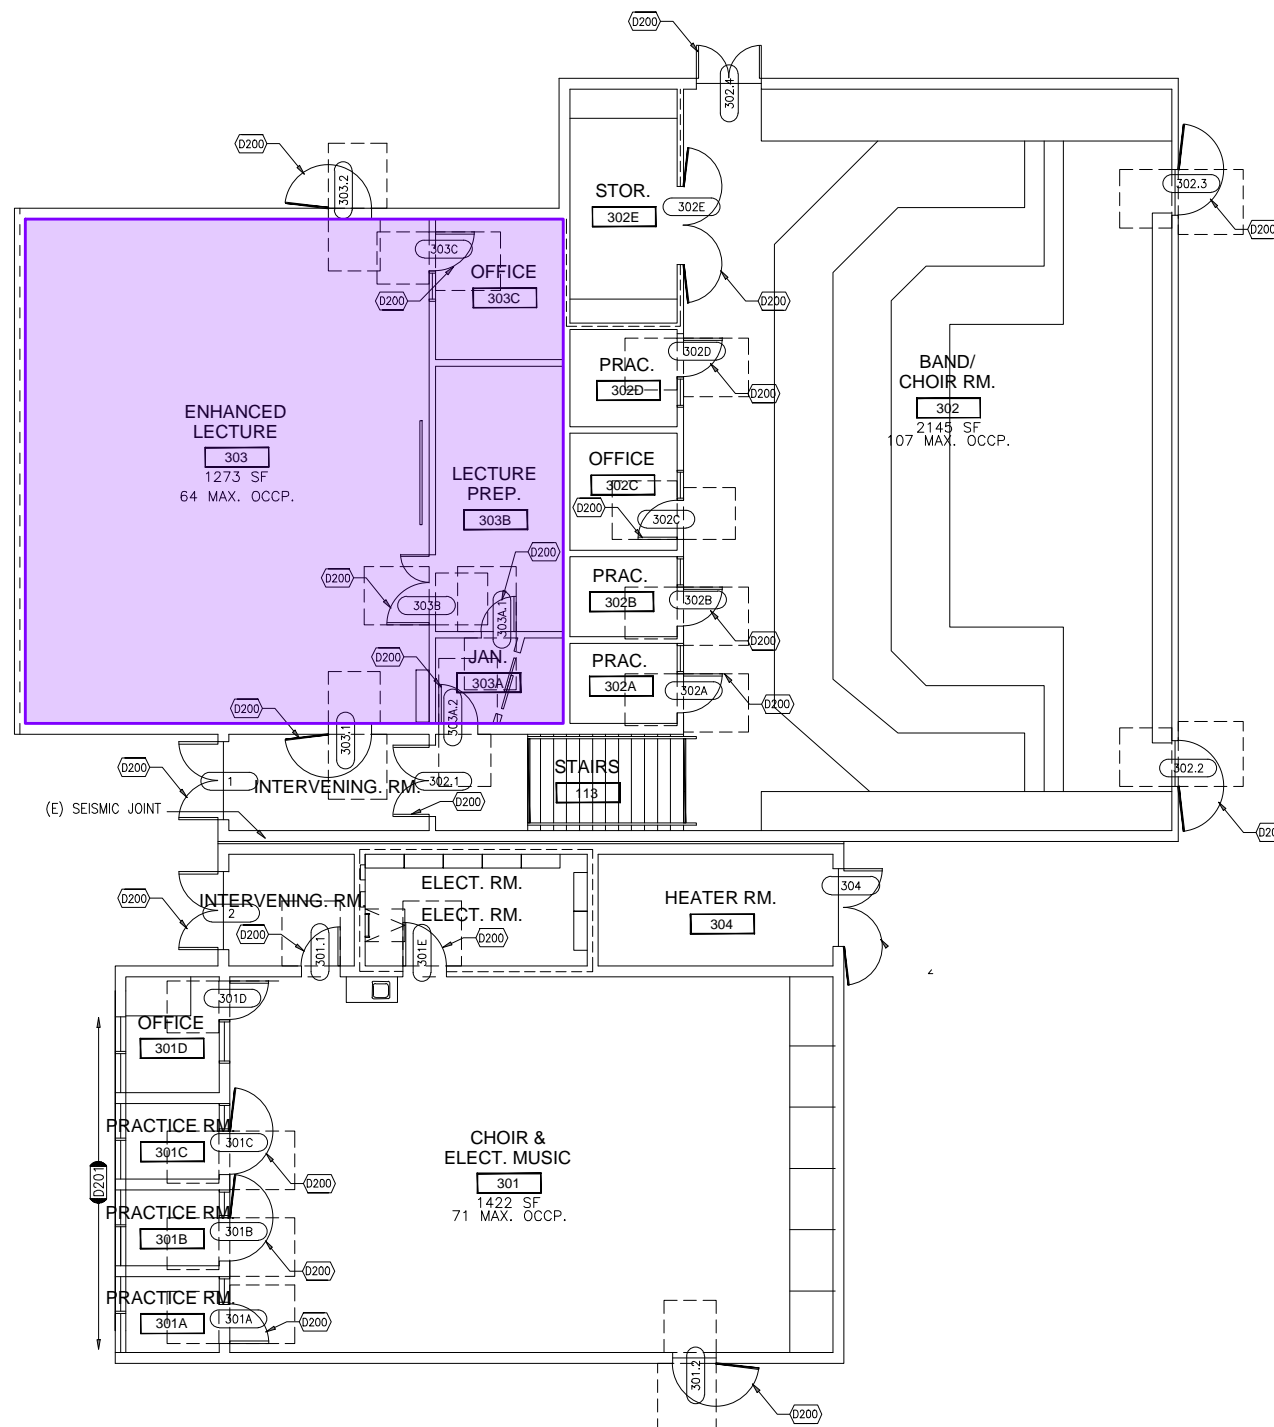 D200
302.4
D200
303.2
302.3
D200
STOR.
302E
302E
303C
OFFICE
303C
D200
D200
302D
PRAC.
302D
D200
BAND/
CHOIR RM.
302
2145 SF
107 MAX. OCCP.
ENHANCED
LECTURE
303
1273 SF
64 MAX. OCCP.
LECTURE
PREP.
303B
OFFICE
302C
D200
302C
D200
D200
303B
303A.1
PRAC.
302B
302B
D200
D200
JAN.
303A
PRAC.
302A
302A
D200
D200
303.1
303A.2
D200
1
INTERVENING. RM.
302.1
D200
STAIRS
113
302.2
(E) SEISMIC JOINT
ELECT. RM.
ELECT. RM.
304
HEATER RM.
304
D200
INTERVENING. RM.
2
D200
301.1
301E
D200
301D
OFFICE
301D
PRACTICE RM.
301C
301C
D200
D201
CHOIR &
ELECT. MUSIC
301
1422 SF
71 MAX. OCCP.
PRACTICE RM.
301B
301B
D200
PRACTICE RM.
301A
301A
D200
301.2
D200